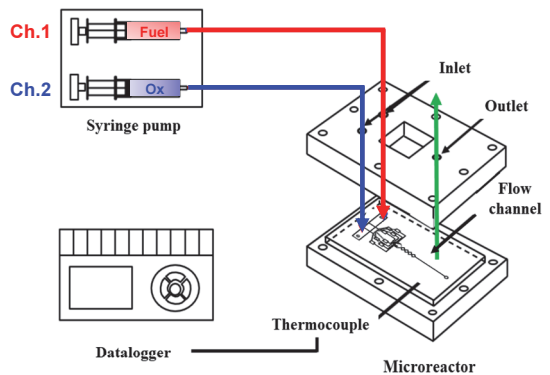 Ch.1
Fuel
Ch.2
Ox
Syringe pump
Inlet
Outlet
Flow
channel
Thermocouple
Datalogger
Microreactor